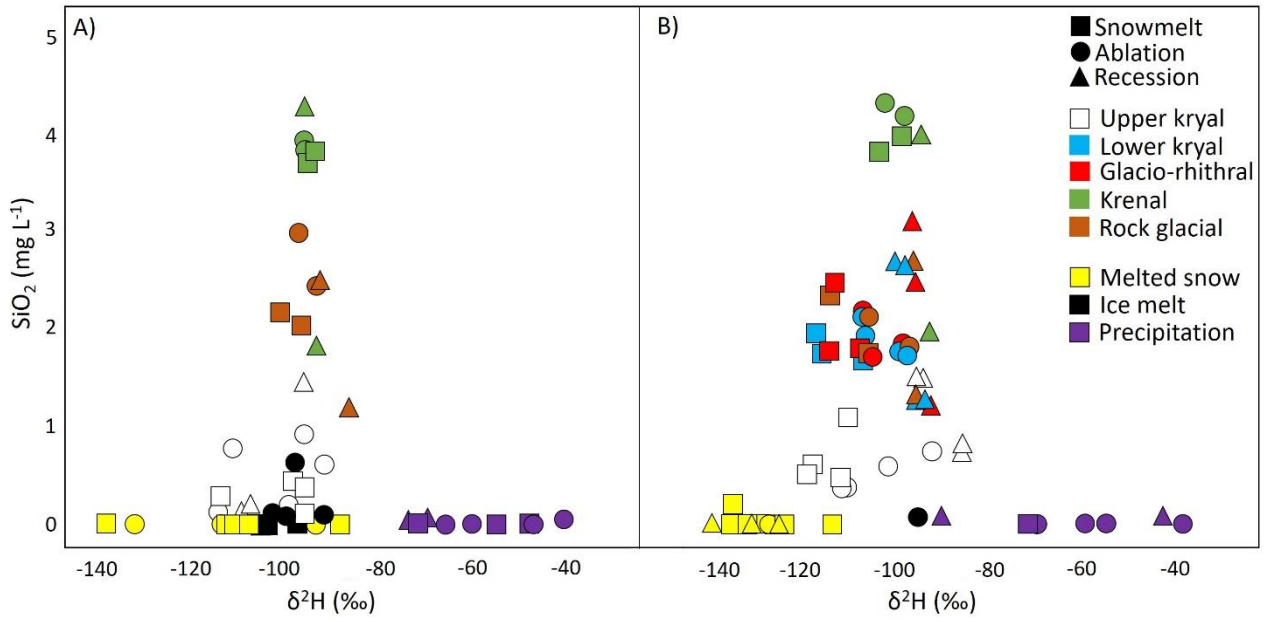 A)
B)
5
4
3
2
1
0
SiO₂ (mg L⁻¹)
-140 -120 -100 -80 -60 -40
δ²H (‰)
-140 -120 -100 -80 -60 -40
δ²H (‰)
Snowmelt
Ablation
Recession
Upper kryal
Lower kryal
Glacio-rhithral
Krenal
Rock glacial
Melted snow
Ice melt
Precipitation